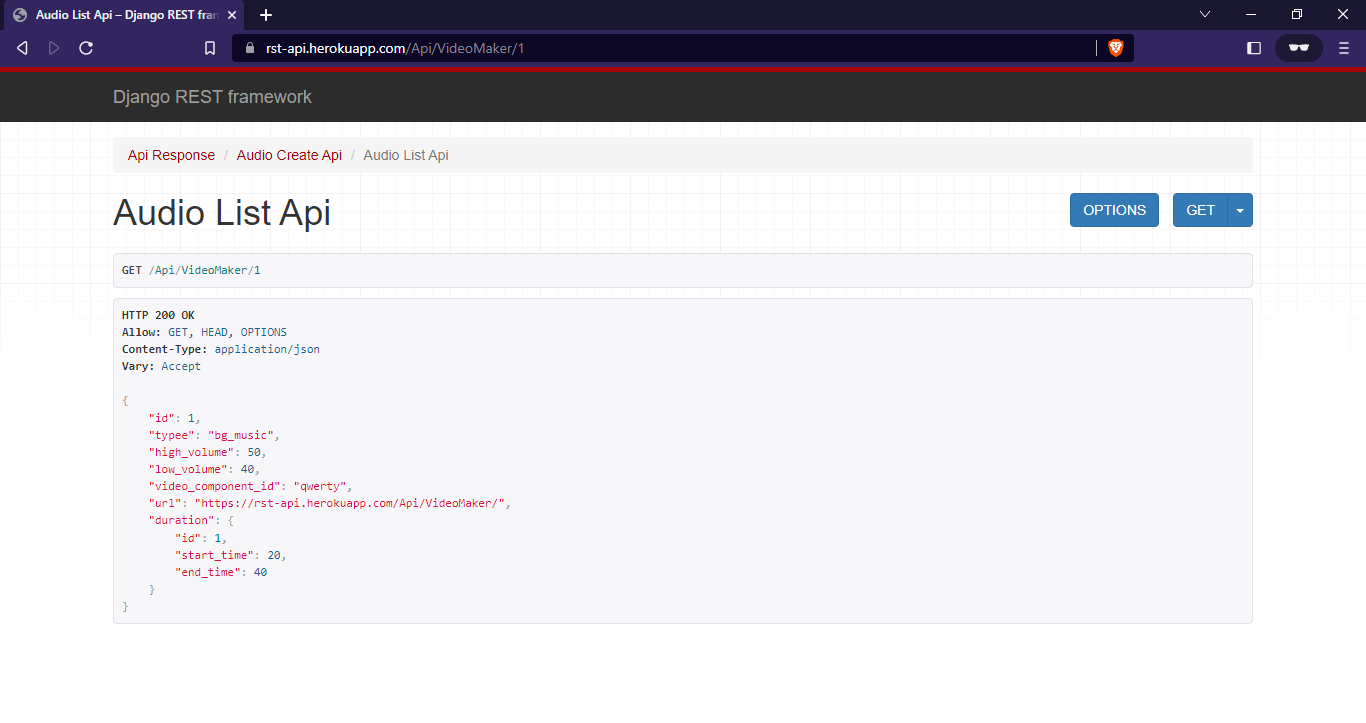 Audio List Api – Django REST fran
rst-api.herokuapp.com/Api/VideoMaker/1
Django REST framework
Api Response / Audio Create Api / Audio List Api
Audio List Api
OPTIONS
GET
GET /Api/VideoMaker/1
HTTP 200 OK
Allow: GET, HEAD, OPTIONS
Content-Type: application/json
Vary: Accept
{
    "id": 1,
    "typee": "bg_music",
    "high_volume": 50,
    "low_volume": 40,
    "video_component_id": "qwerty",
    "url": "https://rst-api.herokuapp.com/Api/VideoMaker/",
    "duration": {
        "id": 1,
        "start_time": 20,
        "end_time": 40
    }
}